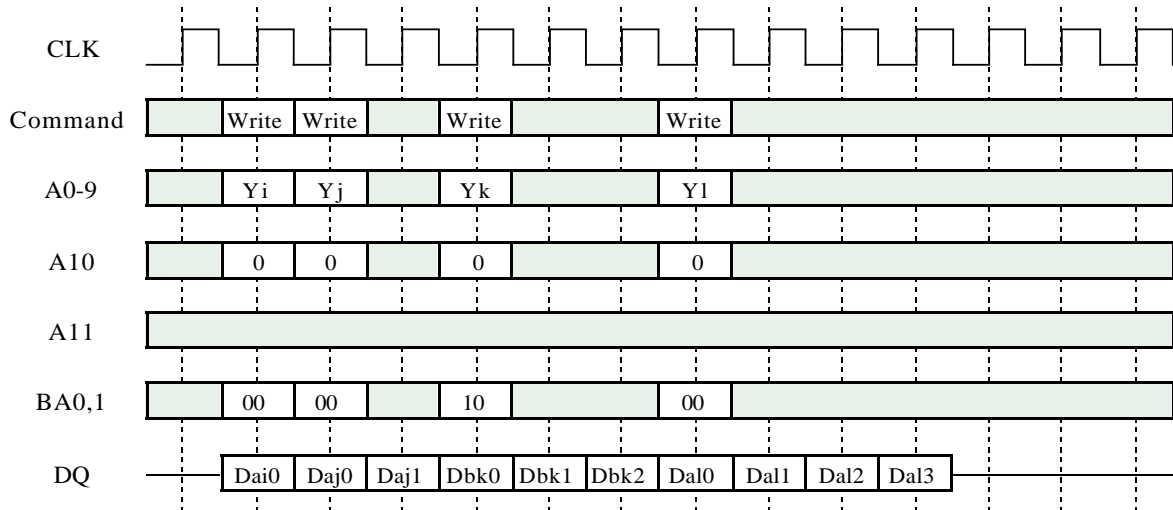 CLK
Command Write Write Write Write
A0-9 Yi Yj Yk Yl
A10 0 0 0 0
A11
BA0,1 00 00 10 00
DQ Dai0 Daj0 Daj1 Dbk0 Dbk1 Dbk2 Dal0 Dal1 Dal2 Dal3